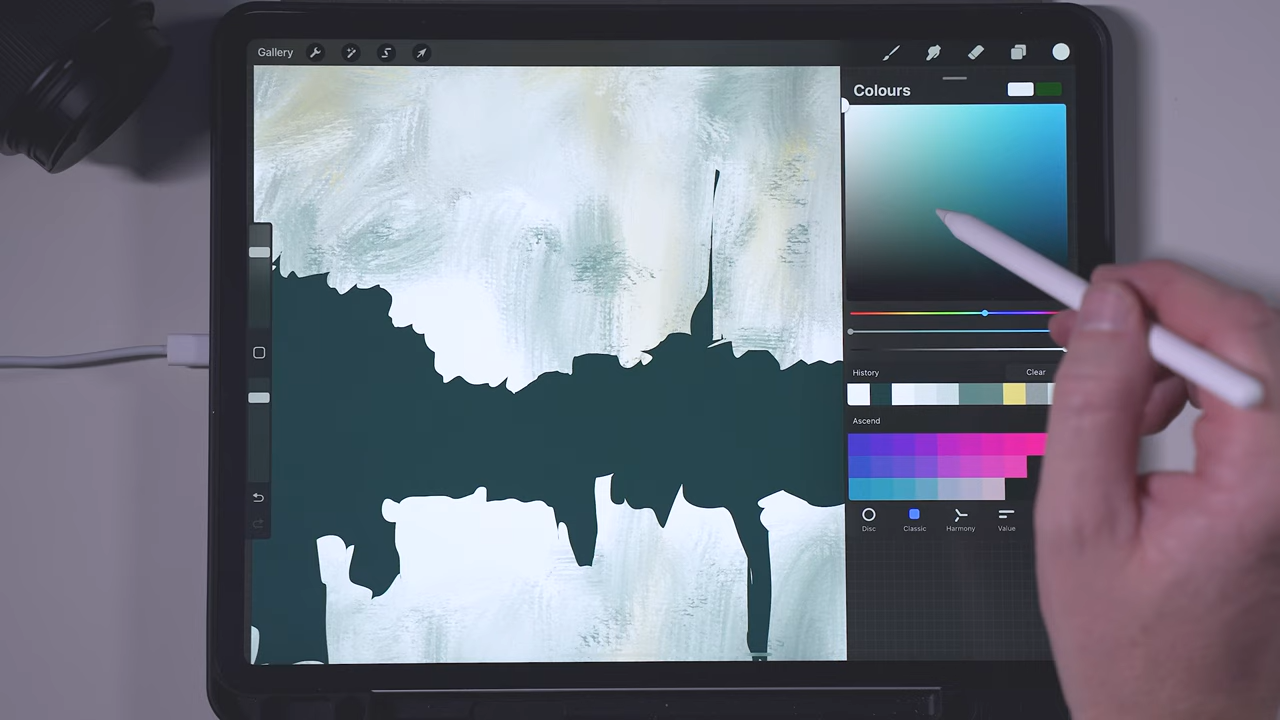 Gallery
Colours
History
Clear
Ascend
Disc
Classic
Harmony
Value